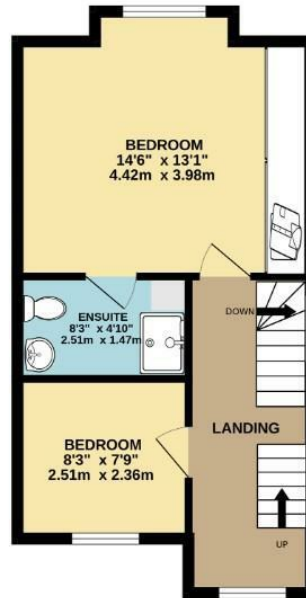 BEDROOM
14'6" x 13'1"
4.42m x 3.98m
ENSUITE
8'3" x 4'10"
2.51m x 1.47m
DOWN
LANDING
BEDROOM
8'3" x 7'9"
2.51m x 2.36m
UP